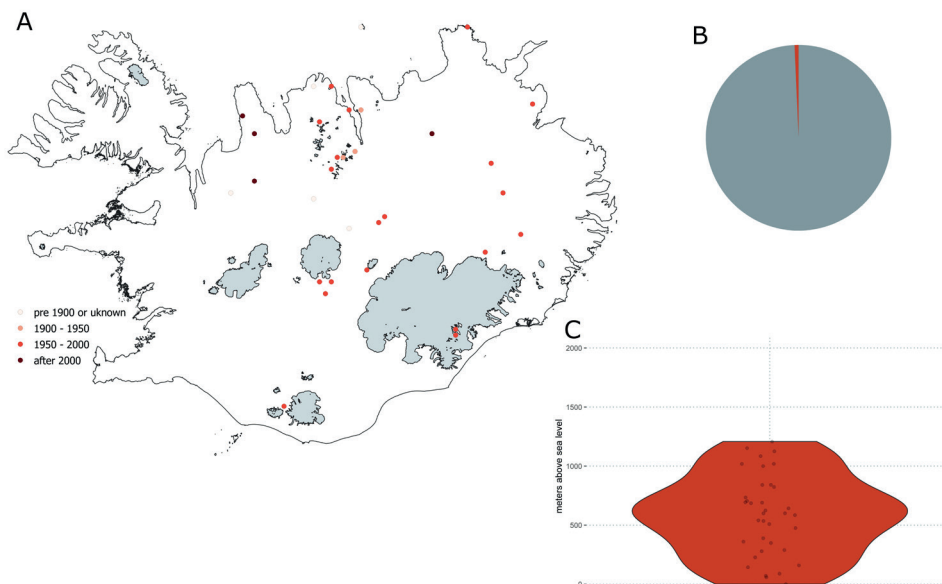 A
B
pre 1900 or uknown
1900 - 1950
1950 - 2000
after 2000
C
meters above sea level
2000
1500
1000
500
0